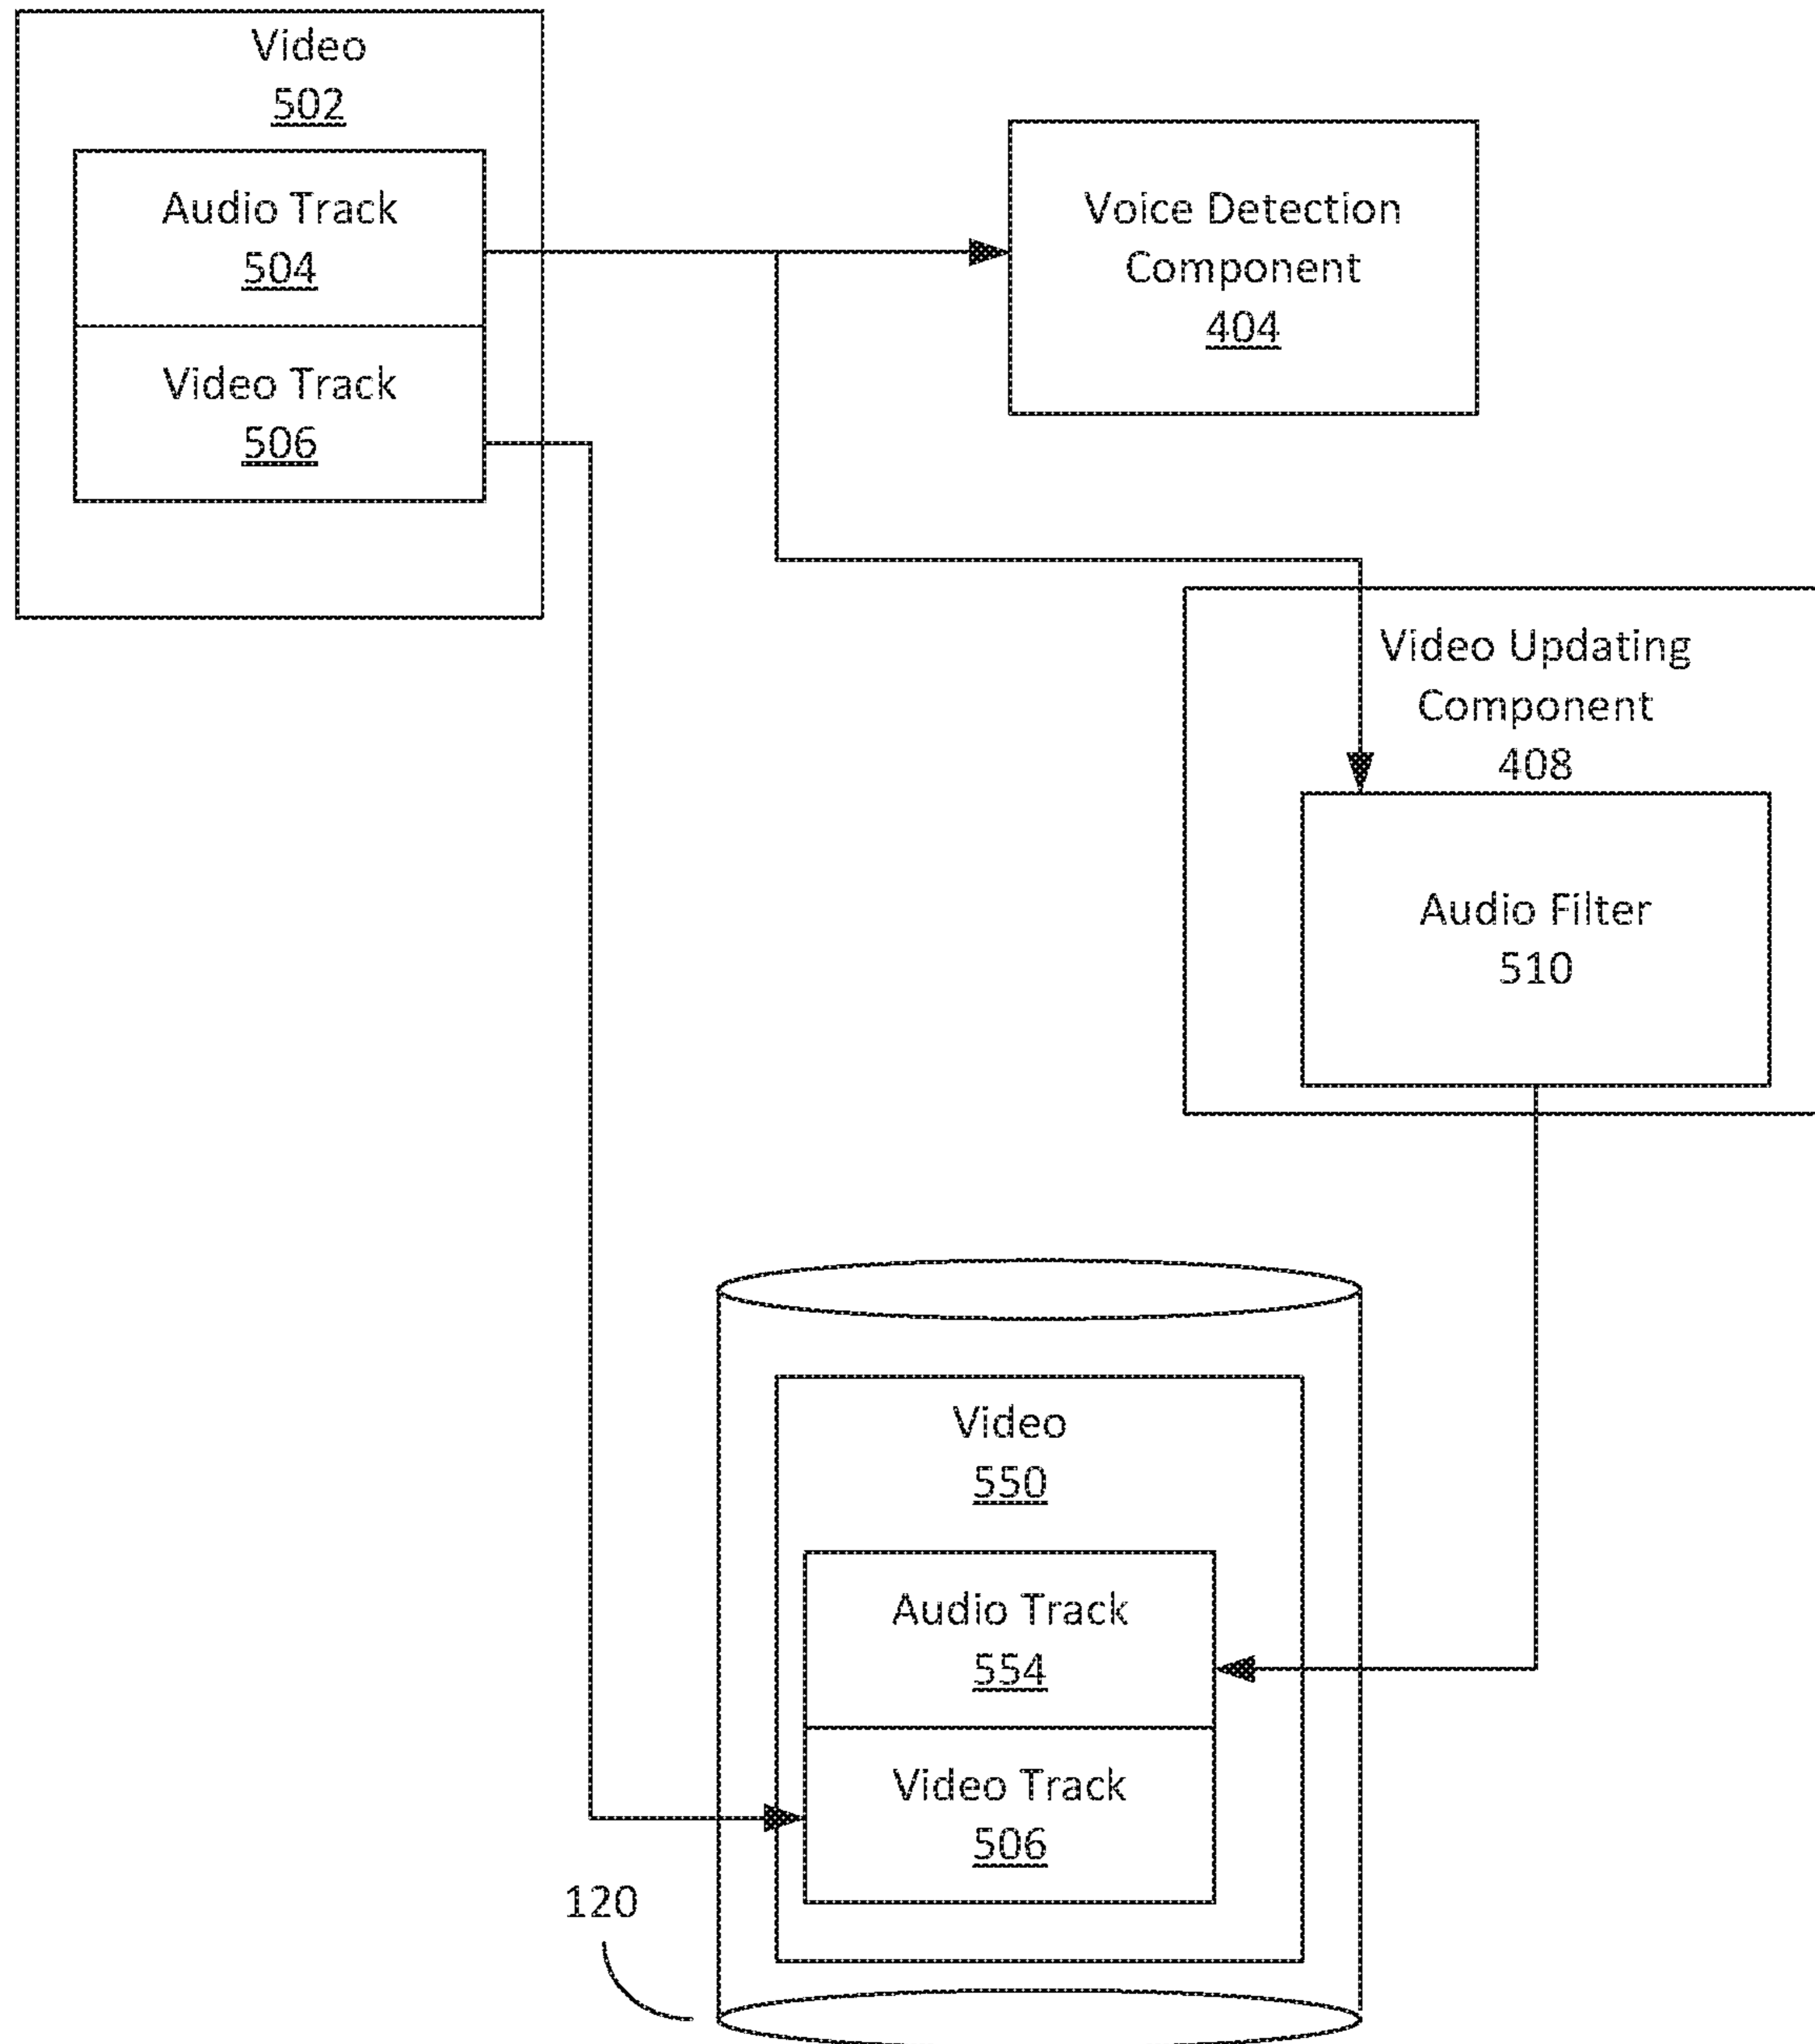 Video
502
Audio Track
504
Video Track
506
Voice Detection
Component
404
Video Updating
Component
408
Audio Filter
510
Video
550
Audio Track
554
Video Track
506
120